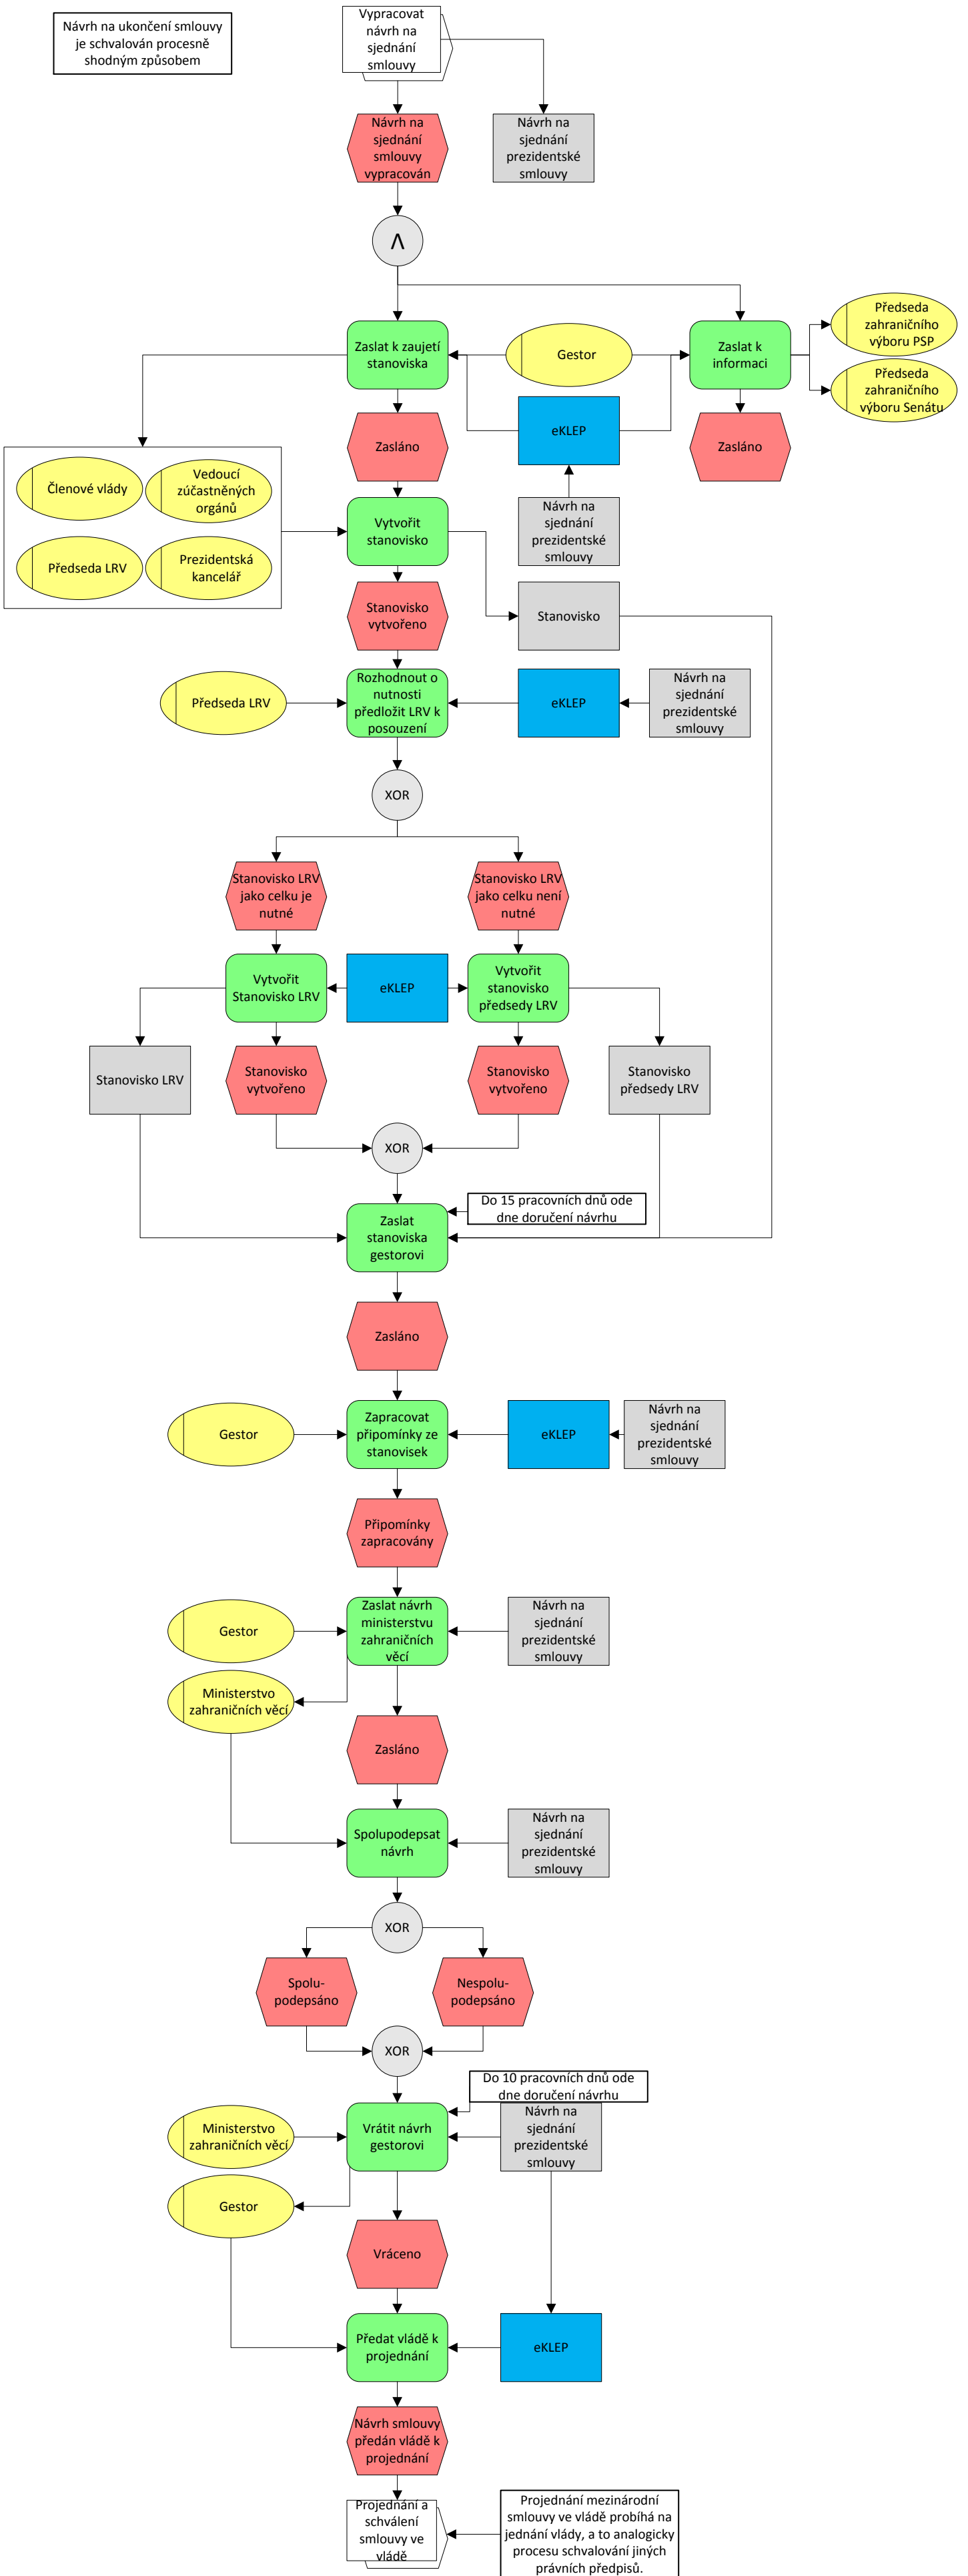 Návrh na ukončení smlouvy
je schvalován procesně
shodným způsobem
Vypracovat
návrh na
sjednání
smlouvy
Návrh na
sjednání
smlouvy
vypracován
Návrh na
sjednání
prezidentské
smlouvy
Λ
Zaslat k zaujetí
stanoviska
Gestor
Zaslat k
informaci
Předseda
zahraničního
výboru PSP
Předseda
zahraničního
výboru Senátu
Zasláno
eKLEP
Zasláno
Členové vlády
Vedoucí
zúčastněných
orgánů
Předseda LRV
Prezidentská
kancelář
Vytvořit
stanovisko
Návrh na
sjednání
prezidentské
smlouvy
Stanovisko
vytvořeno
Stanovisko
Předseda LRV
Rozhodnout o
nutnosti
předložit LRV k
posouzení
eKLEP
Návrh na
sjednání
prezidentské
smlouvy
XOR
Stanovisko LRV
jako celku je
nutné
Stanovisko LRV
jako celku není
nutné
Vytvořit
Stanovisko LRV
eKLEP
Vytvořit
stanovisko
předsedy LRV
Stanovisko LRV
Stanovisko
vytvořeno
Stanovisko
vytvořeno
Stanovisko
předsedy LRV
XOR
Do 15 pracovních dnů ode
dne doručení návrhu
Zaslat
stanoviska
gestorovi
Zasláno
Gestor
Zapracovat
připomínky ze
stanovisek
eKLEP
Návrh na
sjednání
prezidentské
smlouvy
Připomínky
zapracovány
Gestor
Zaslat návrh
ministerstvu
zahraničních
věcí
Návrh na
sjednání
prezidentské
smlouvy
Ministerstvo
zahraničních věcí
Zasláno
Spolupodepsat
návrh
Návrh na
sjednání
prezidentské
smlouvy
XOR
Spolu-
podepsáno
Nespolu-
podepsáno
XOR
Do 10 pracovních dnů ode
dne doručení návrhu
Ministerstvo
zahraničních věcí
Vrátit návrh
gestorovi
Návrh na
sjednání
prezidentské
smlouvy
Gestor
Vráceno
Předat vládě k
projednání
eKLEP
Návrh smlouvy
předán vládě k
projednání
Projednání a
schválení
smlouvy ve
vládě
Projednání mezinárodní
smlouvy ve vládě probíhá na
jednání vlády, a to analogicky
procesu schvalování jiných
právních předpisů.